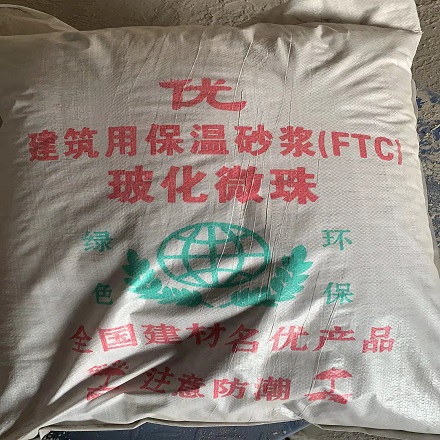 优
建筑用保温砂浆(FTC)
玻化微珠
绿 环
色 保
全国建材名优产品
注意防潮